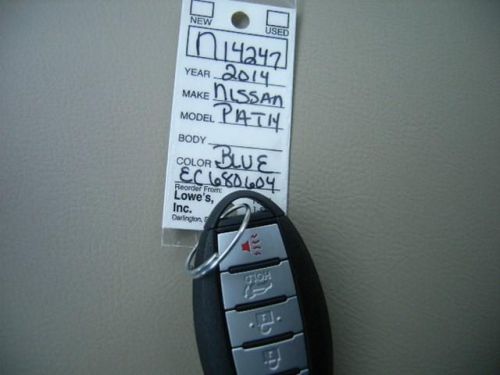 NEW USED
N14247
YEAR 2014
MAKE NISSAN
MODEL PATH
BODY
COLOR BLUE
EC680604
Reorder From:
Lowe's,
Inc.
Darlington,
HOLD